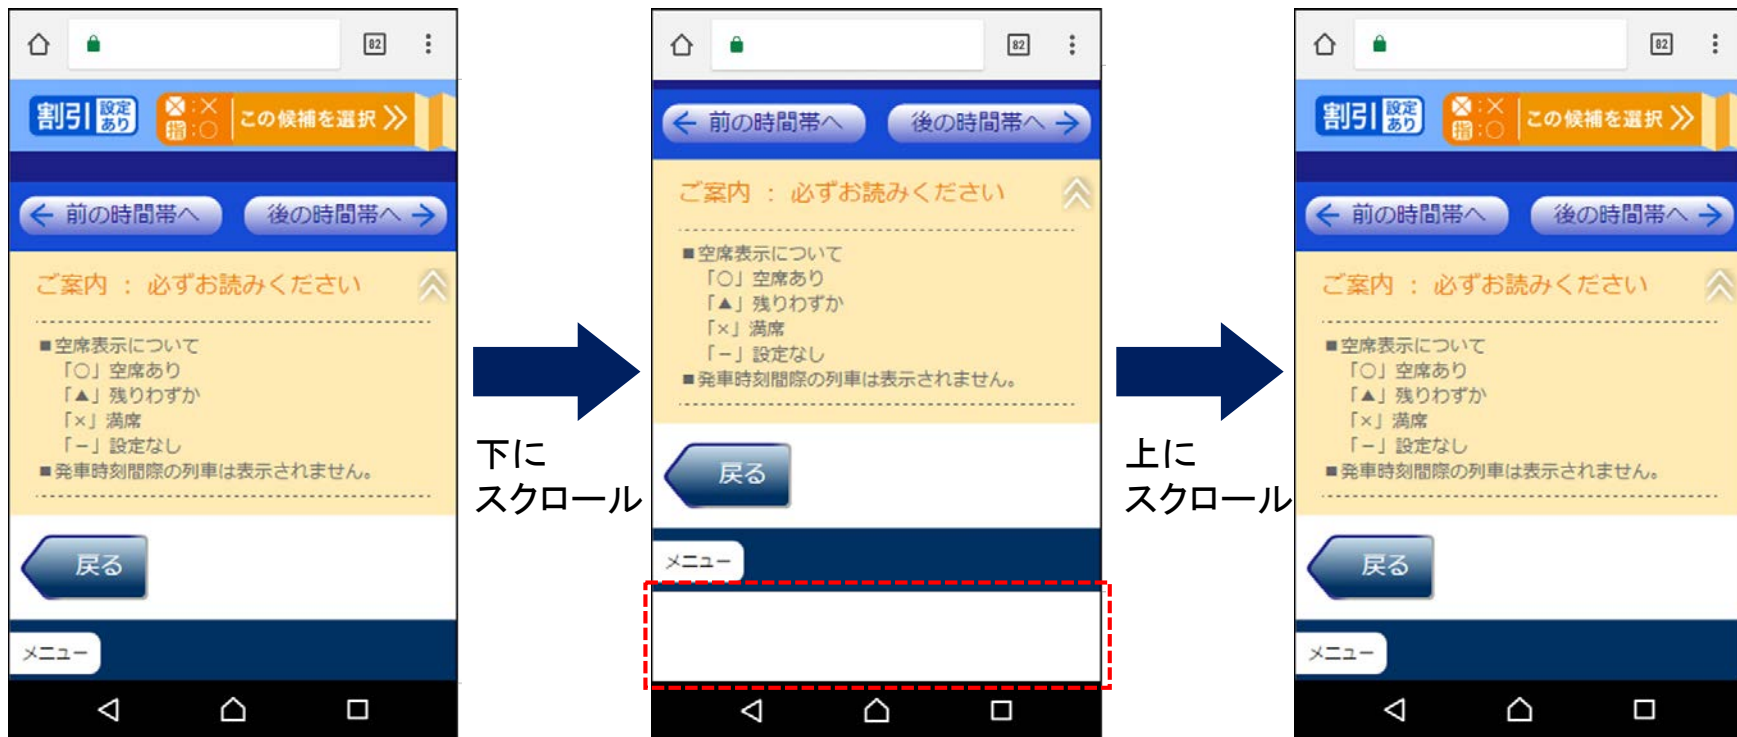 82
割引 設定あり
:×
指:○
この候補を選択
前の時間帯へ
後の時間帯へ
ご案内 : 必ずお読みください
■空席表示について
「○」空席あり
「▲」残りわずか
「×」満席
「−」設定なし
■発車時刻間際の列車は表示されません。
戻る
メニュー
下に
スクロール
82
前の時間帯へ
後の時間帯へ
ご案内 : 必ずお読みください
■空席表示について
「○」空席あり
「▲」残りわずか
「×」満席
「−」設定なし
■発車時刻間際の列車は表示されません。
戻る
メニュー
上に
スクロール
82
割引 設定あり
:×
指:○
この候補を選択
前の時間帯へ
後の時間帯へ
ご案内 : 必ずお読みください
■空席表示について
「○」空席あり
「▲」残りわずか
「×」満席
「−」設定なし
■発車時刻間際の列車は表示されません。
戻る
メニュー